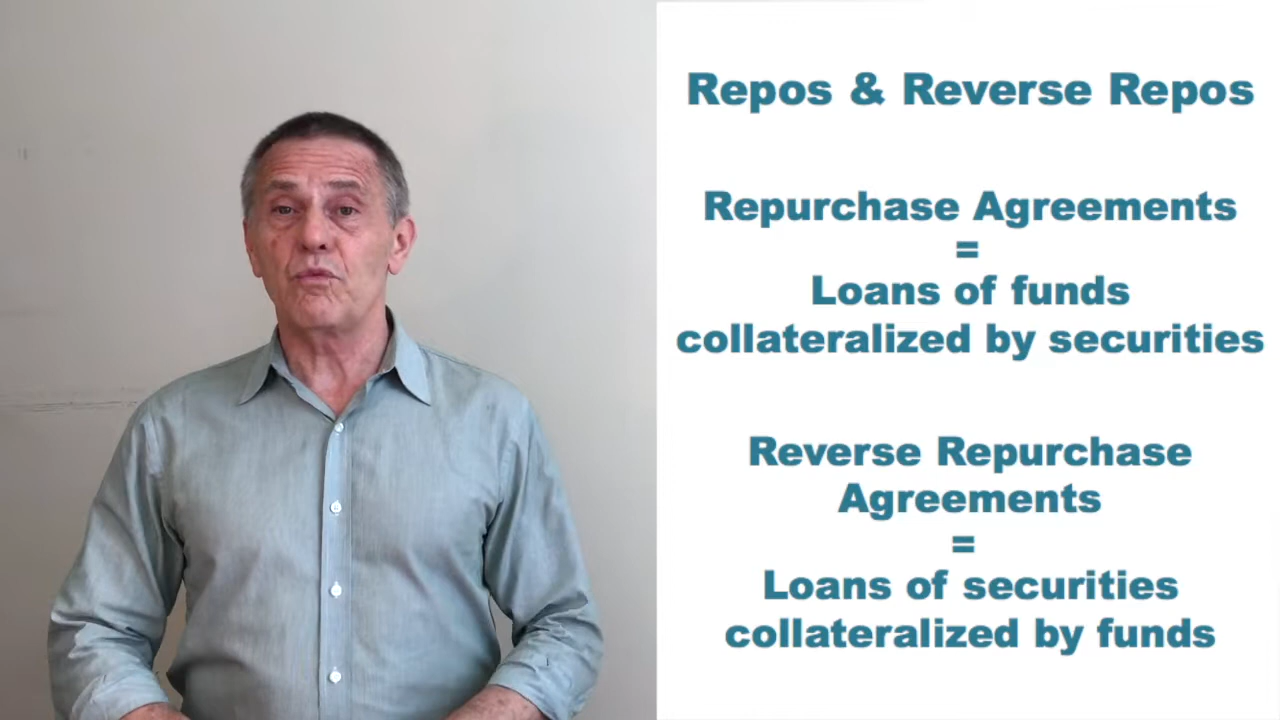 Repos & Reverse Repos
Repurchase Agreements
=
Loans of funds
collateralized by securities
Reverse Repurchase
Agreements
=
Loans of securities
collateralized by funds